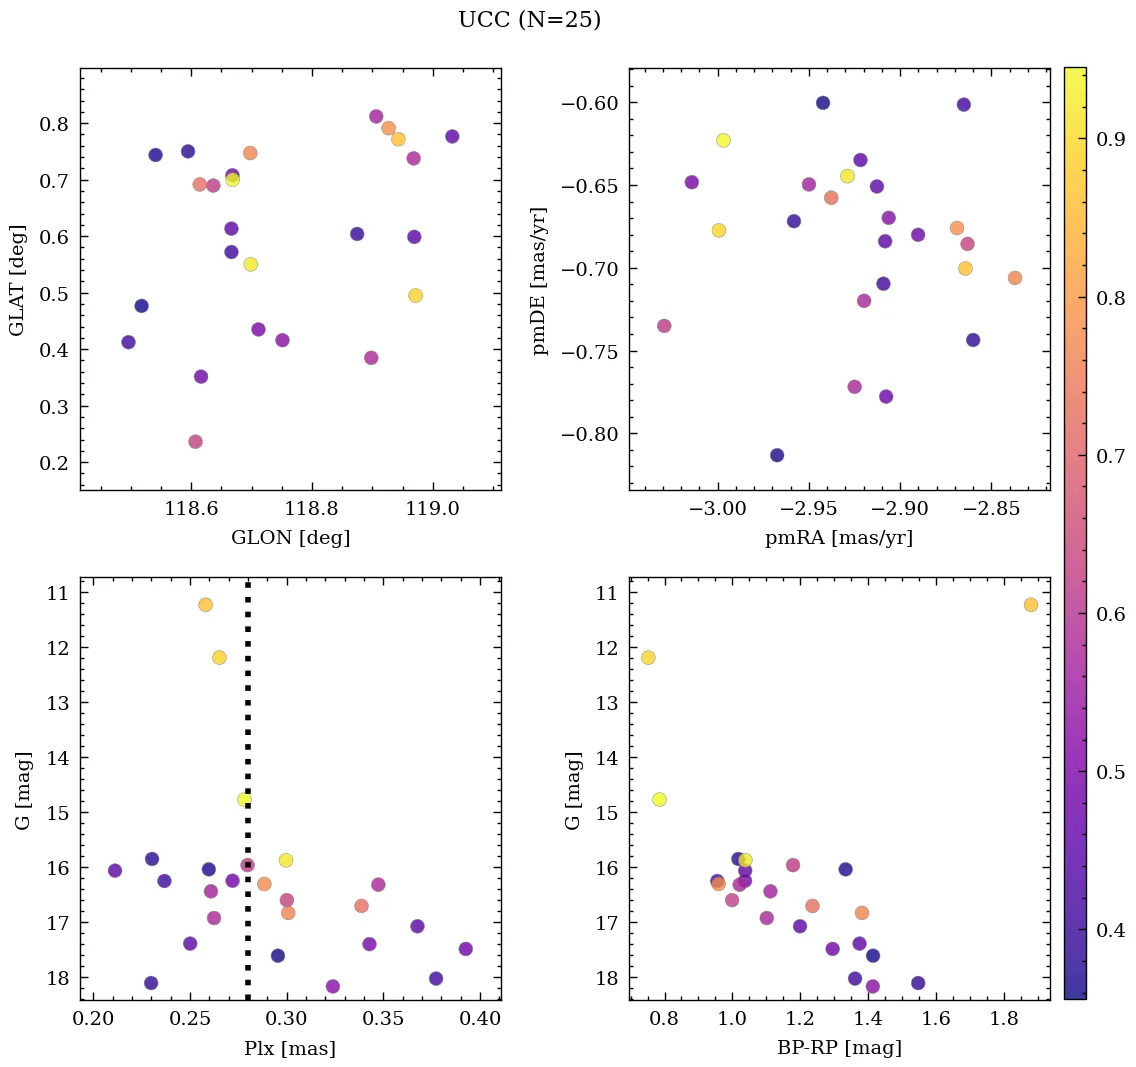 UCC (N=25)
0.8
0.7
0.6
0.5
0.4
0.3
0.2
GLAT [deg]
118.6 118.8 119.0
GLON [deg]
−0.60
−0.65
−0.70
−0.75
−0.80
pmDE [mas/yr]
−3.00 −2.95 −2.90 −2.85
pmRA [mas/yr]
11
12
13
14
15
16
17
18
G [mag]
0.20 0.25 0.30 0.35 0.40
Plx [mas]
11
12
13
14
15
16
17
18
G [mag]
0.8 1.0 1.2 1.4 1.6 1.8
BP-RP [mag]
0.9
0.8
0.7
0.6
0.5
0.4